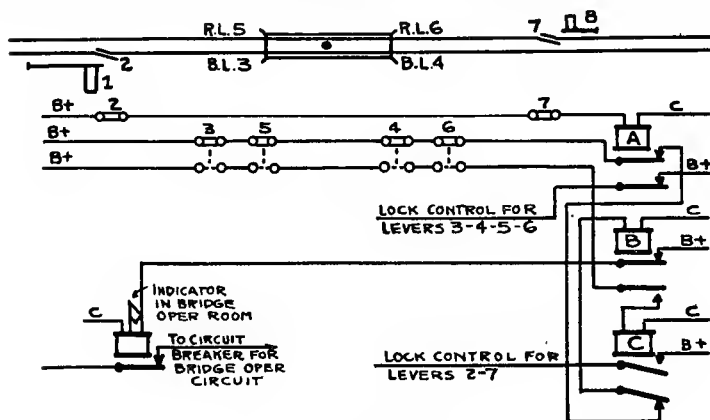 R.L.5 R.L.6 7 8
2 B.L.3 B.L.4
1
B+ 2 7 C
B+ 3 5 4 6 A
B+ B+
LOCK CONTROL FOR
LEVERS 3-4-5-6
C
B B+
INDICATOR
IN BRIDGE
OPER ROOM
C C
TO CIRCUIT C B+
BREAKER FOR
BRIDGE OPER
CIRCUIT
LOCK CONTROL FOR
LEVERS 2-7